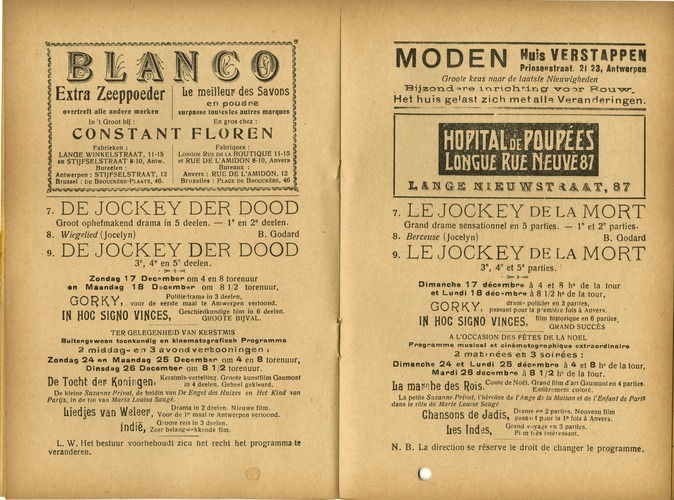 BLANCO
Extra Zeeppoeder
overtreft alle andere merken
In 't Groot bij :
Le meilleur des Savons
en poudre
surpasse toutes les autres marques
En gros chez :
CONSTANT FLOREN
Fabrieken :
LANGE WINKELSTRAAT, 11-15
en STIJFSELSTRAAT 8-10, Antw.
Bureelen :
Antwerpen : STIJFSELSTRAAT, 12
Brussel : DE BROUCKÈRE-PLAATS, 46.
Fabriques :
LONGUE RUE DE LA BOUTIQUE 11-15
et RUE DE L'AMIDON 8-10, Anvers
Bureaux :
Anvers : RUE DE L'AMIDON, 12
Bruxelles : PLACE DE BROUCKÈRE, 46
7. DE JOCKEY DER DOOD
Groot ophefmakend drama in 5 deelen. — 1e en 2e deelen.
8. Wiegelied (Jocelyn) B. Godard
9. DE JOCKEY DER DOOD
3e, 4e en 5e deelen.
Zondag 17 December om 4 en 8 torenuur
en Maandag 18 December om 8 1/2 torenuur,
GORKY, Politiedrama in 3 deelen,
voor de eerste maal te Antwerpen vertoond.
IN HOC SIGNO VINCES, Geschiedkundige film in 6 deelen.
GROOTE BIJVAL.
TER GELEGENHEID VAN KERSTMIS
Buitengewoon toonkundig en kinematografisch Programma
2 middag- en 3 avondvertooningen :
Zondag 24 en Maandag 25 December om 4 en 8 torenuur,
Dinsdag 26 December om 8 1/2 torenuur.
De Tocht der Koningen, Kerstmis-vertelling. Groote kunstfilm Gaumont
in 4 deelen. Geheel gekleurd.
De kleine Suzanne Privat, de heldin van De Engel des Huizes en Het Kind van
Parijs, in de rol van Maria Louisa Saugé
Liedjes van Weleer, Drama in 2 deelen. Nieuwe film.
Voor de 1e maal te Antwerpen vertoond.
Indië, Groote reis in 3 deelen.
Zeer belangwekkende film.
L. W. Het bestuur voorbehoudt zich het recht het programma te
veranderen.
MODEN Huis VERSTAPPEN
Prinsenstraat. 21 23, Antwerpen
Groote keus naar de laatste Nieuwigheden
Bijzondere inrichting voor Rouw.
Het huis gelast zich met alle Veranderingen.
HOPITAL DE POUPÉES
LONGUE RUE NEUVE 87
LANGE NIEUWSTRAAT, 87
7. LE JOCKEY DE LA MORT
Grand drame sensationnel en 5 parties. — 1e et 2e parties.
8. Berceuse (Jocelyn) B. Godard
9. LE JOCKEY DE LA MORT
3e, 4e et 5e parties.
Dimanche 17 décembre à 4 et 8 hs de la tour
et Lundi 18 décembre à 8 1/2 hs de la tour,
GORKY, drame policier en 3 parties,
passant pour la première fois à Anvers.
IN HOC SIGNO VINCES, film historique en 6 parties.
GRAND SUCCÈS
A L'OCCASION DES FÊTES DE LA NOEL
Programme musical et cinématographique extraordinaire
2 matinées et 3 soirées :
Dimanche 24 et Lundi 25 décembre à 4 et 8 hs de la tour,
Mardi 26 décembre à 8 1/2 hs de la tour.
La marche des Rois. Conte de Noël. Grand film d'art Gaumont en 4 parties.
Entièrement coloré.
La petite Suzanne Privat, l'héroïne de l'Ange de la Maison et de l'Enfant de Paris
dans le rôle de Marie Louise Saugé
Chansons de Jadis, Drame en 2 parties. Nouveau film
passant pour la 1e fois à Anvers.
Les Indes, Grand voyage en 3 parties.
Film très intéressant.
N. B. La direction se réserve le droit de changer le programme.